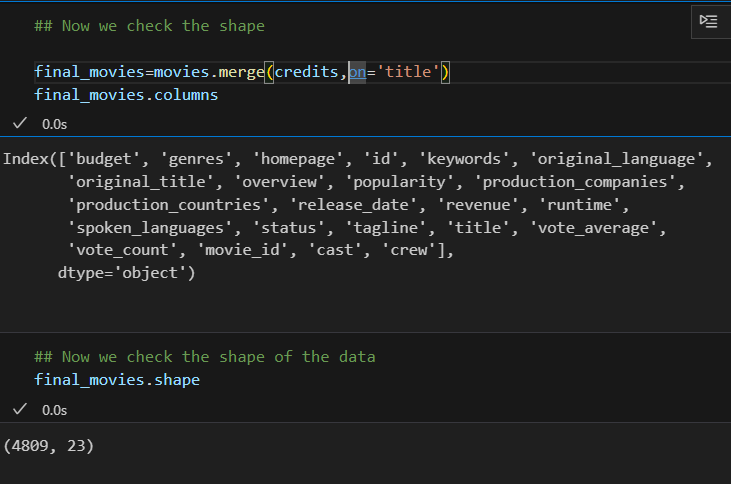 ## Now we check the shape
final_movies=movies.merge(credits,on='title')
final_movies.columns
0.0s
Index(['budget', 'genres', 'homepage', 'id', 'keywords', 'original_language',
'original_title', 'overview', 'popularity', 'production_companies',
'production_countries', 'release_date', 'revenue', 'runtime',
'spoken_languages', 'status', 'tagline', 'title', 'vote_average',
'vote_count', 'movie_id', 'cast', 'crew'],
dtype='object')
## Now we check the shape of the data
final_movies.shape
0.0s
(4809, 23)